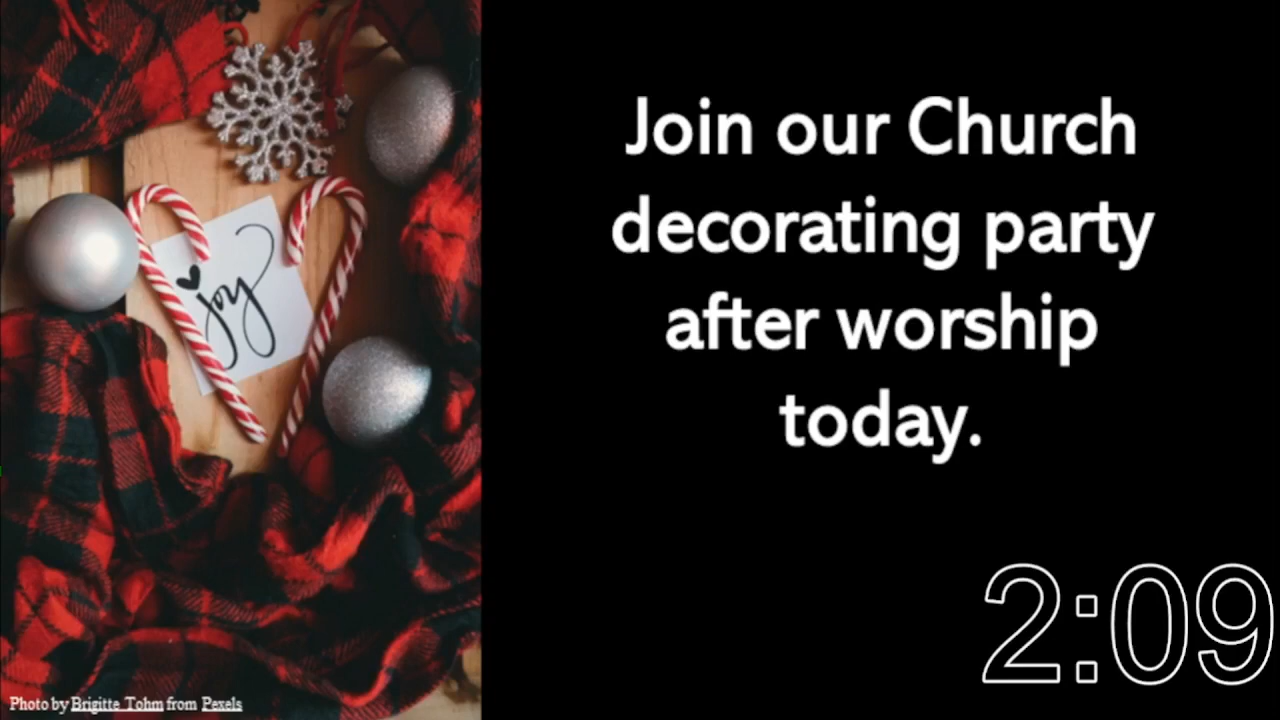 joy
Join our Church
decorating party
after worship
today.
2:09
Photo by Brigitte Tohm from Pexels